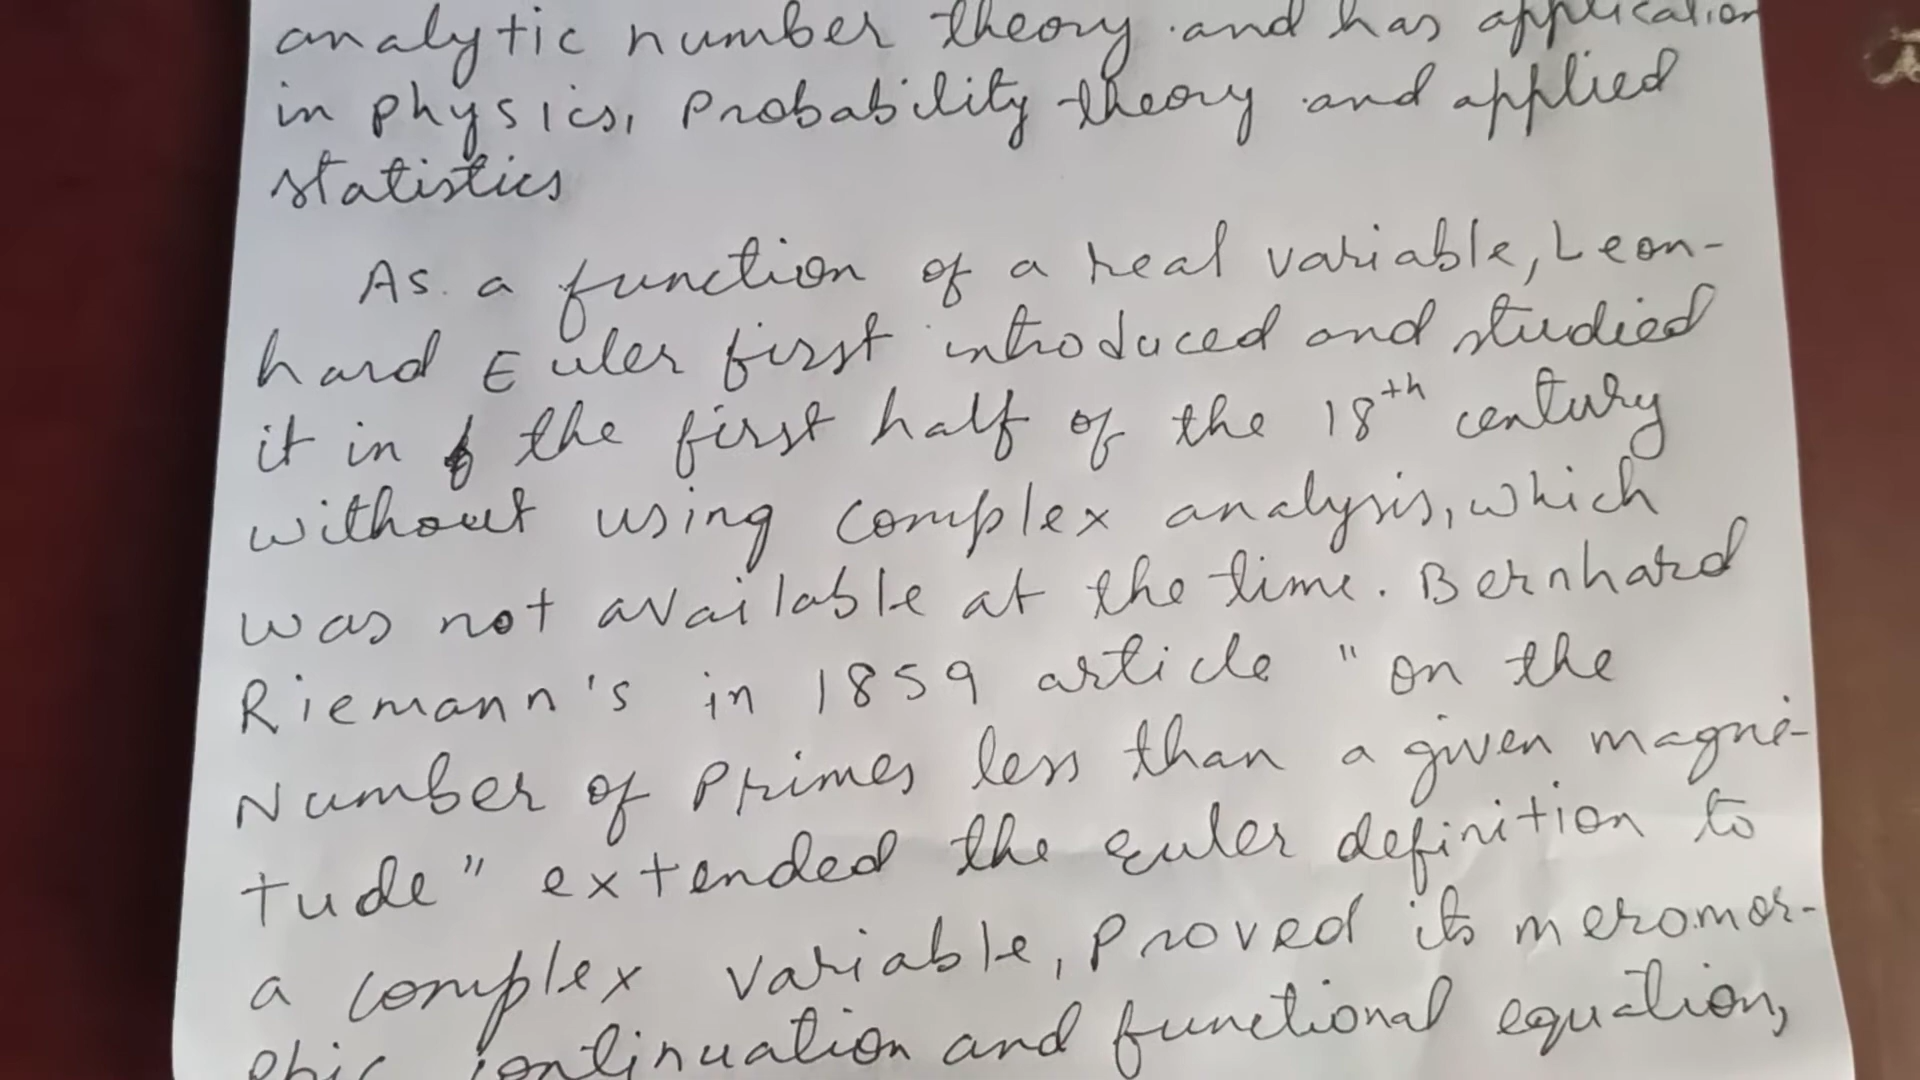 analytic number theory and has application
in physics, Probability theory and applied
statistics
As a function of a real variable, Leon-
hard Euler first introduced and studied
it in the first half of the 18th century
without using complex analysis, which
was not available at the time. Bernhard
Riemann's in 1859 article "on the
Number of Primes less than a given magni-
tude" extended the Euler definition to
a complex variable, Proved its meromor-
phic continuation and functional equation,